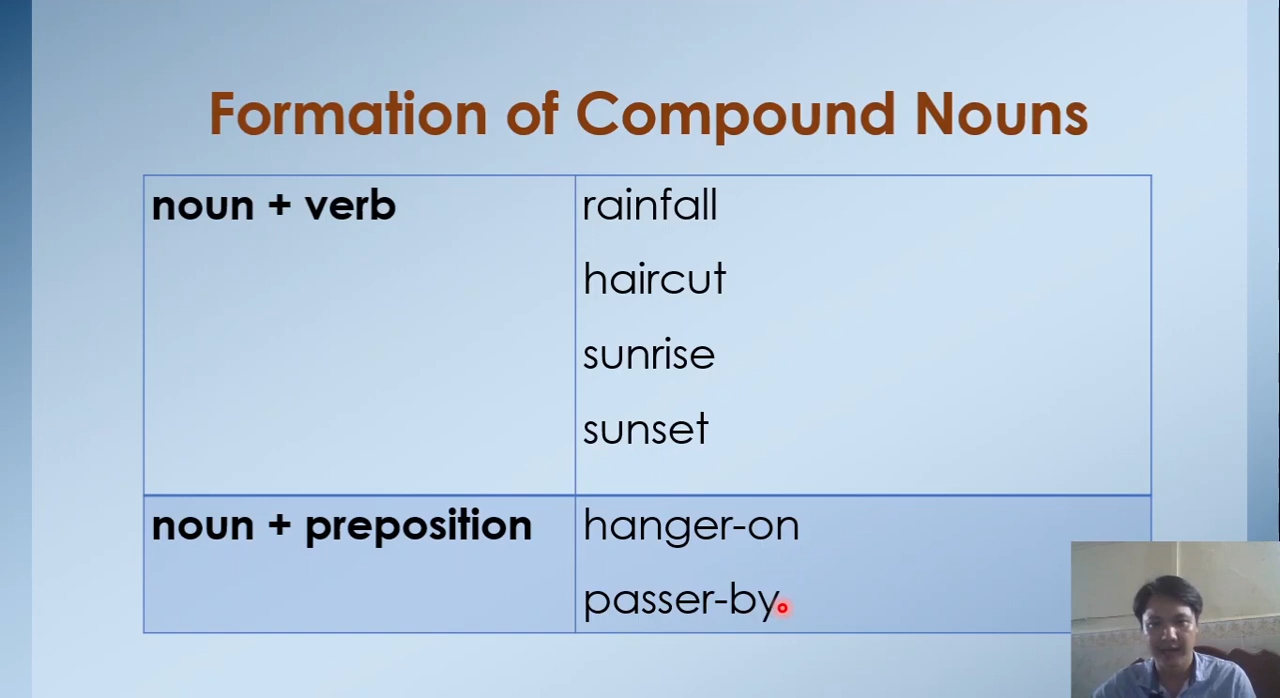 Formation of Compound Nouns
noun + verb
rainfall
haircut
sunrise
sunset
noun + preposition
hanger-on
passer-by